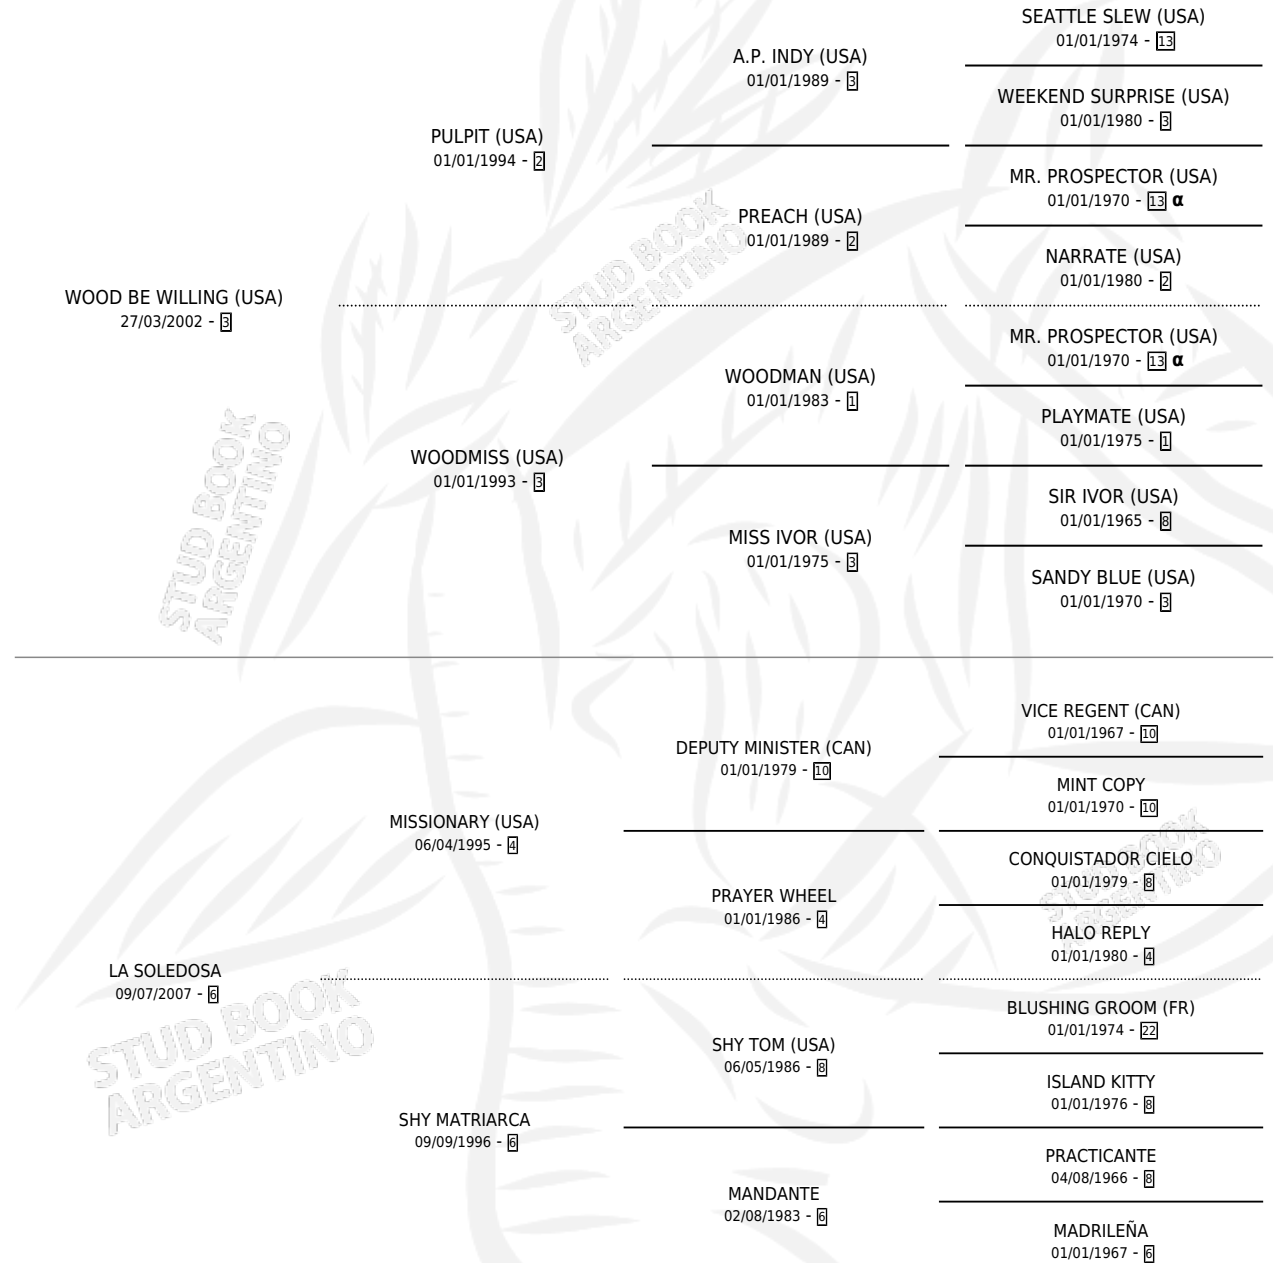 SEATTLE SLEW (USA)
01/01/1974 - 13
A.P. INDY (USA)
01/01/1989 - 3
WEEKEND SURPRISE (USA)
01/01/1980 - 3
PULPIT (USA)
01/01/1994 - 2
MR. PROSPECTOR (USA)
01/01/1970 - 13 α
PREACH (USA)
01/01/1989 - 2
NARRATE (USA)
01/01/1980 - 2
WOOD BE WILLING (USA)
27/03/2002 - 3
MR. PROSPECTOR (USA)
01/01/1970 - 13 α
WOODMAN (USA)
01/01/1983 - 1
PLAYMATE (USA)
01/01/1975 - 1
WOODMISS (USA)
01/01/1993 - 3
SIR IVOR (USA)
01/01/1965 - 8
MISS IVOR (USA)
01/01/1975 - 3
SANDY BLUE (USA)
01/01/1970 - 3
VICE REGENT (CAN)
01/01/1967 - 10
DEPUTY MINISTER (CAN)
01/01/1979 - 10
MINT COPY
01/01/1970 - 10
MISSIONARY (USA)
06/04/1995 - 4
CONQUISTADOR CIELO
01/01/1979 - 8
PRAYER WHEEL
01/01/1986 - 4
HALO REPLY
01/01/1980 - 4
LA SOLEDOSA
09/07/2007 - 6
BLUSHING GROOM (FR)
01/01/1974 - 22
SHY TOM (USA)
06/05/1986 - 8
ISLAND KITTY
01/01/1976 - 8
SHY MATRIARCA
09/09/1996 - 6
PRACTICANTE
04/08/1966 - 8
MANDANTE
02/08/1983 - 6
MADRILEÑA
01/01/1967 - 6
STUD BOOK
ARGENTINO
STUD BOOK
ARGENTINO
STUD BOOK
ARGENTINO
STUD BOOK
ARGENTINO